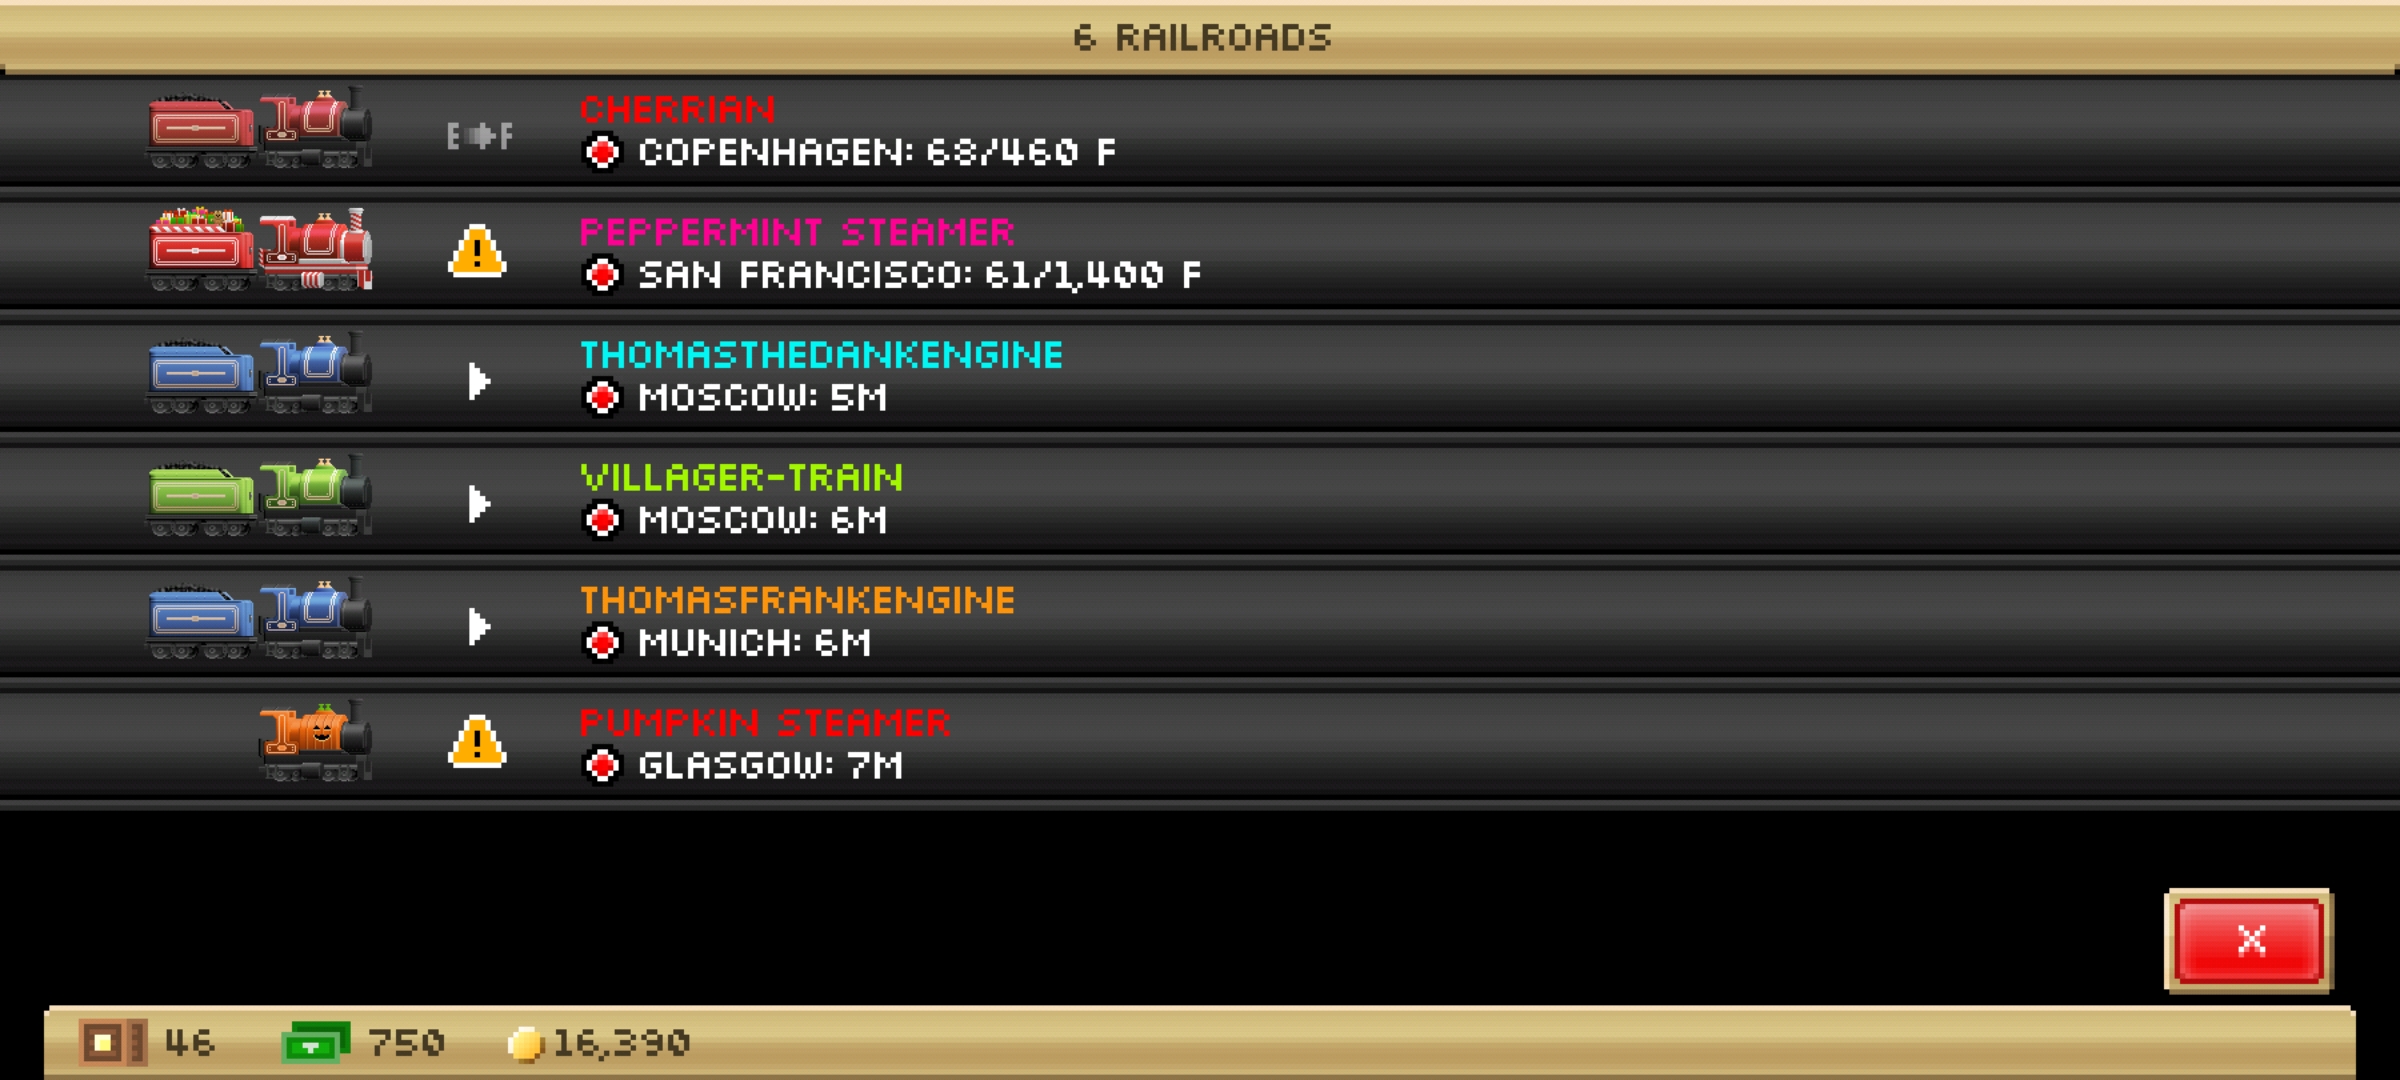 6 RAILROADS
CHERRIAN
E F
COPENHAGEN: 68/460 F
PEPPERMINT STEAMER
SAN FRANCISCO: 61/1,400 F
THOMASTHEDANKENGINE
MOSCOW: 5M
VILLAGER-TRAIN
MOSCOW: 6M
THOMASFRANKENGINE
MUNICH: 6M
PUMPKIN STEAMER
GLASGOW: 7M
X
46 750 16,390